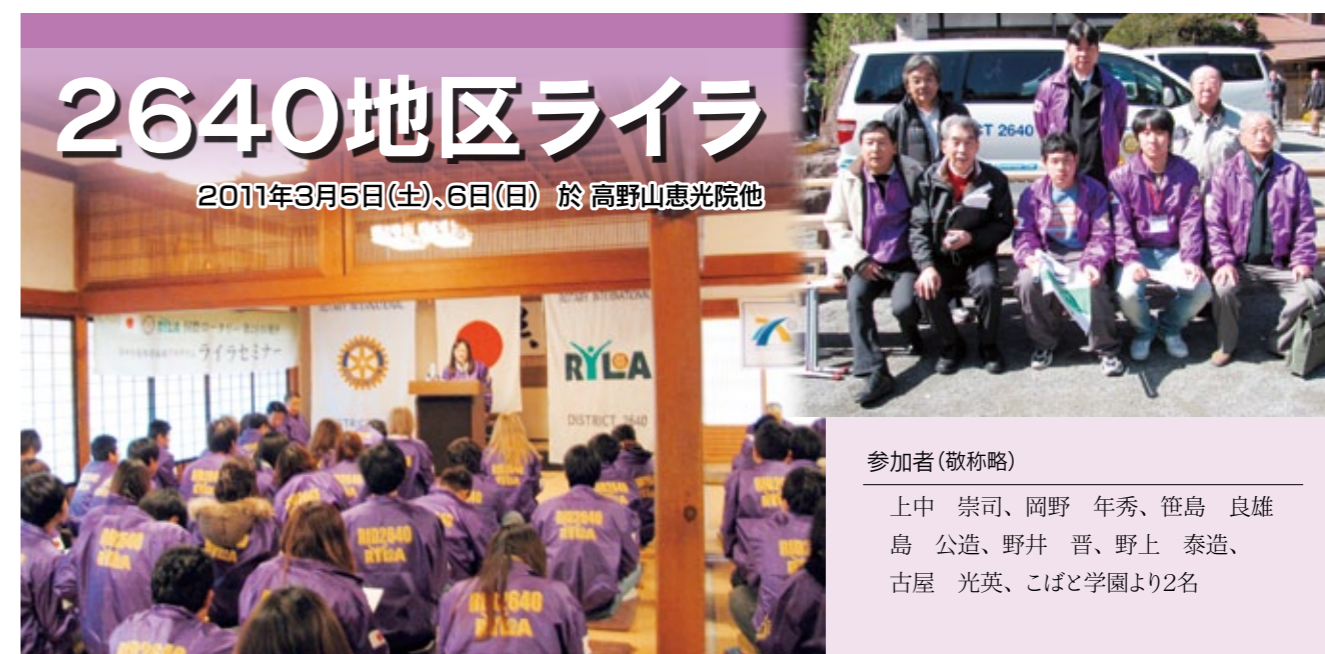 2640地区ライラ
2011年3月5日(土)、6日(日) 於 高野山恵光院他
CT 2640
ライラセミナー
RYLA
DISTRICT 2640
RID2640
RYLA
参加者(敬称略)
上中 崇司、岡野 年秀、笹島 良雄
島 公造、野井 晋、野上 泰造、
古屋 光英、こばと学園より2名